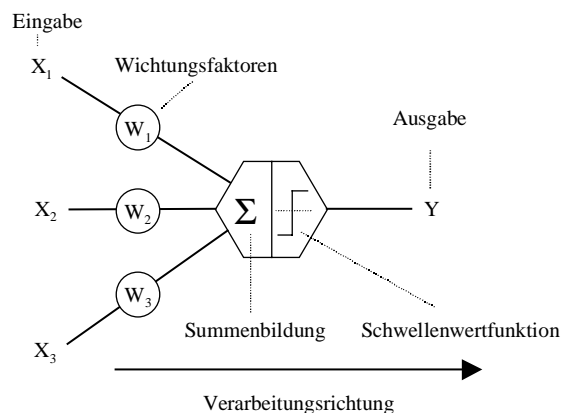 Eingabe
X1
Wichtungsfaktoren
W1
Ausgabe
X2
W2
Σ
Y
W3
Summenbildung
Schwellenwertfunktion
X3
Verarbeitungsrichtung